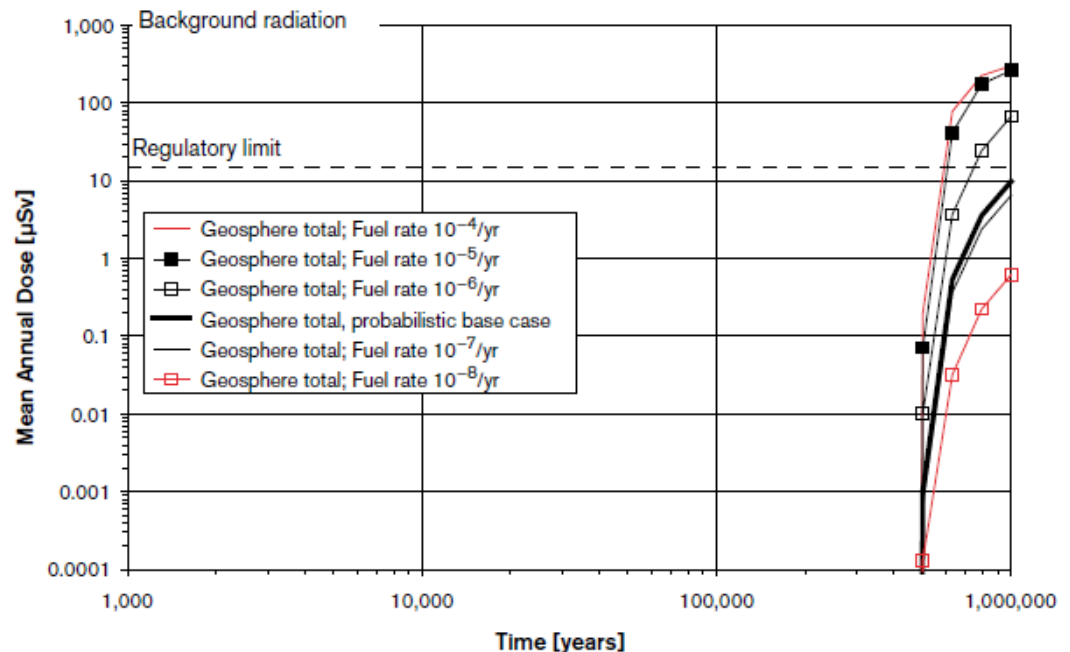 Background radiation
1,000
100
Regulatory limit
10
Geosphere total; Fuel rate 10⁻⁴/yr
Geosphere total; Fuel rate 10⁻⁵/yr
1
Geosphere total; Fuel rate 10⁻⁶/yr
Geosphere total, probabilistic base case
0.1
Geosphere total; Fuel rate 10⁻⁷/yr
Geosphere total; Fuel rate 10⁻⁸/yr
0.01
0.001
0.0001
Mean Annual Dose [µSv]
1,000
10,000
100,000
1,000,000
Time [years]